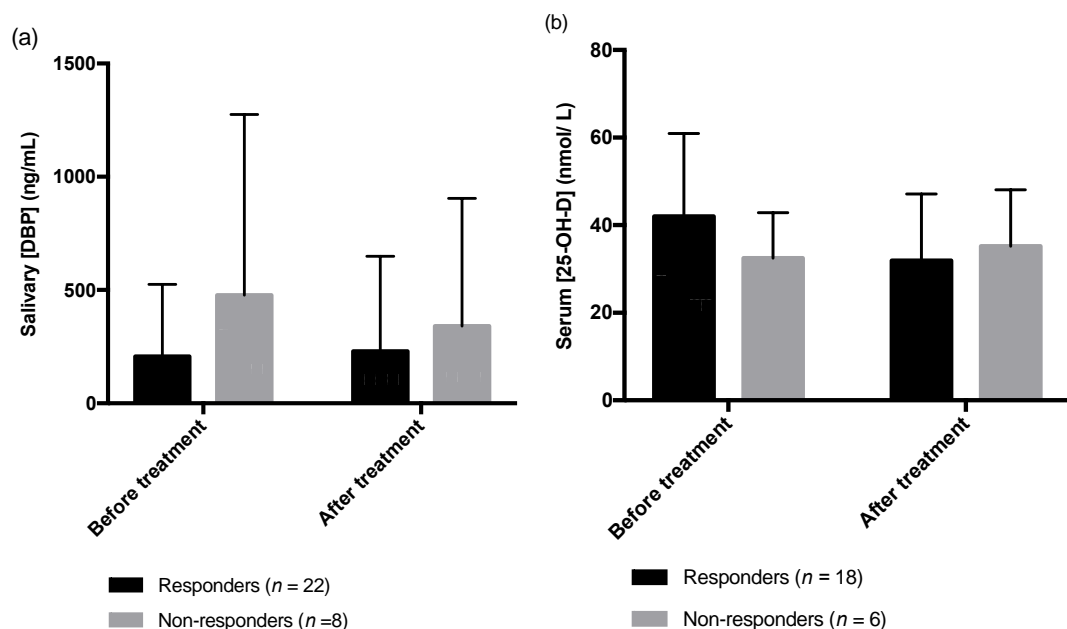 (a)
1500
1000
500
0
Salivary [DBP] (ng/mL)
Before treatment
After treatment
Responders (n = 22)
Non-responders (n =8)
(b)
80
60
40
20
0
Serum [25-OH-D] (nmol/ L)
Before treatment
After treatment
Responders (n = 18)
Non-responders (n = 6)